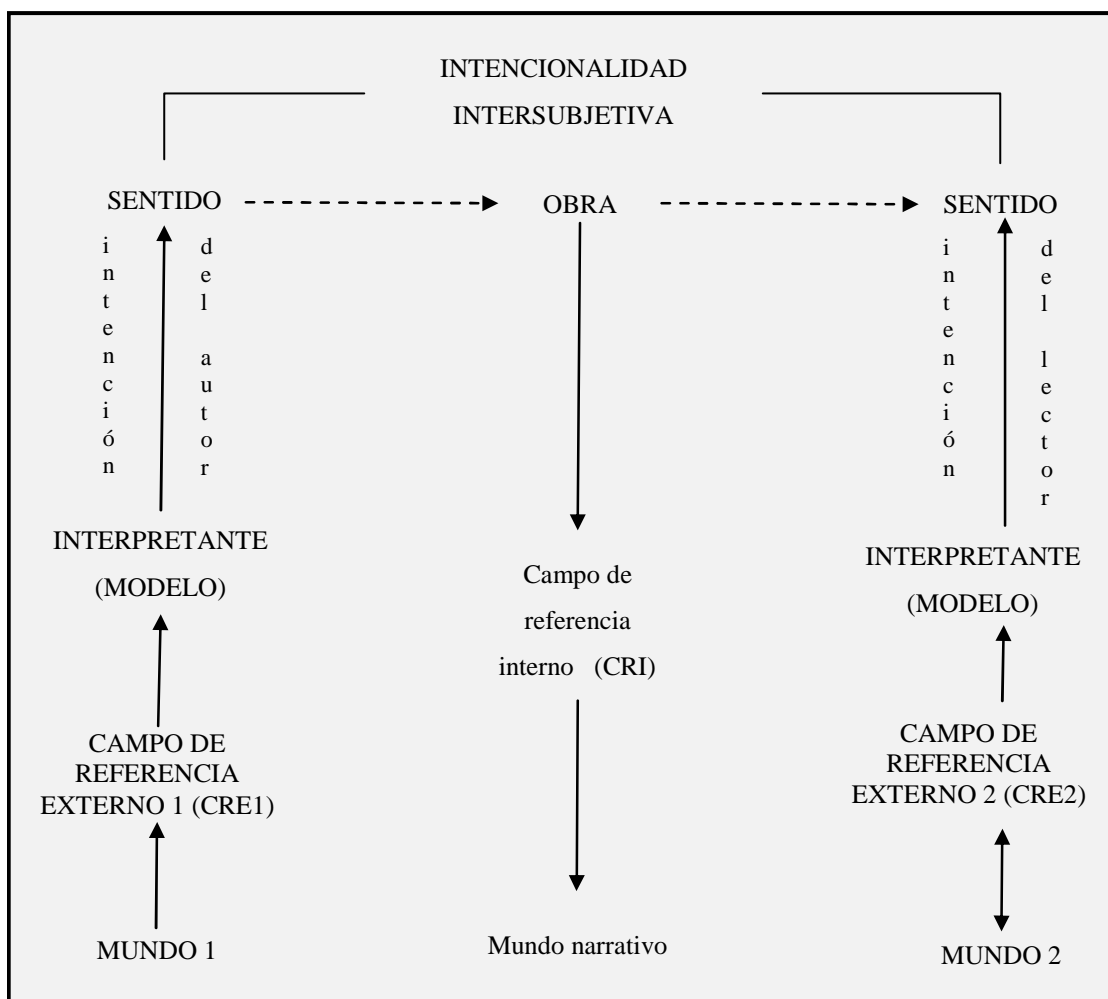 INTENCIONALIDAD
INTERSUBJETIVA
SENTIDO
OBRA
SENTIDO
intención
del autor
intención
del lector
INTERPRETANTE
(MODELO)
Campo de
referencia
interno (CRI)
INTERPRETANTE
(MODELO)
CAMPO DE
REFERENCIA
EXTERNO 1 (CRE1)
CAMPO DE
REFERENCIA
EXTERNO 2 (CRE2)
MUNDO 1
Mundo narrativo
MUNDO 2